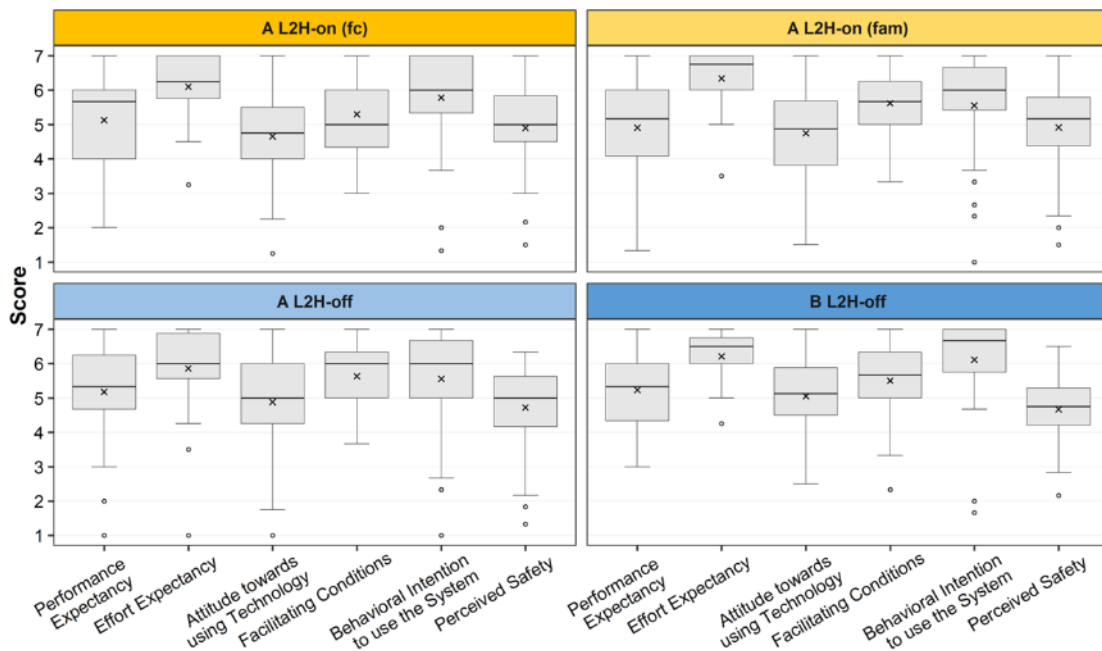 A L2H-on (fc)
A L2H-on (fam)
7
6
5
4
3
2
1
A L2H-off
B L2H-off
7
6
5
4
3
2
1
Score
Performance
Expectancy
Effort Expectancy
Attitude towards
using Technology
Facilitating Conditions
Behavioral Intention
to use the System
Perceived Safety
Performance
Expectancy
Effort Expectancy
Attitude towards
using Technology
Facilitating Conditions
Behavioral Intention
to use the System
Perceived Safety